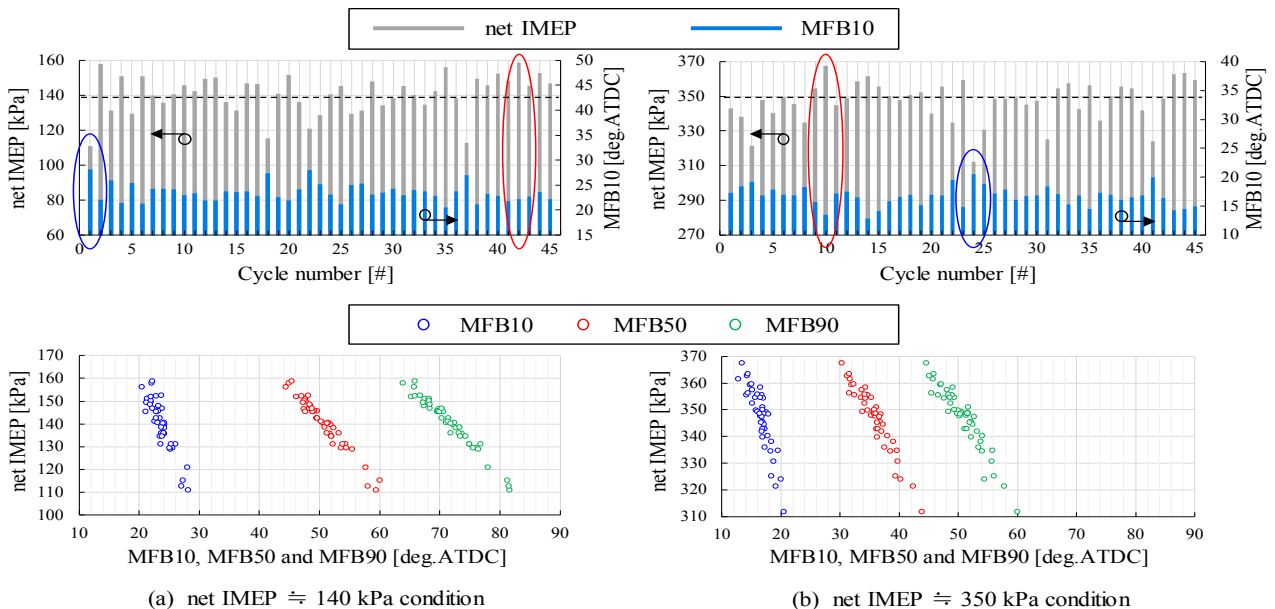 net IMEP MFB10
160
140
120
100
80
60
net IMEP [kPa]
50
45
40
35
30
25
20
15
MFB10 [deg.ATDC]
0 5 10 15 20 25 30 35 40 45
Cycle number [#]
370
350
330
310
290
270
net IMEP [kPa]
40
35
30
25
20
15
10
MFB10 [deg.ATDC]
0 5 10 15 20 25 30 35 40 45
Cycle number [#]
MFB10 MFB50 MFB90
170
160
150
140
130
120
110
100
net IMEP [kPa]
10 20 30 40 50 60 70 80 90
MFB10, MFB50 and MFB90 [deg.ATDC]
(a) net IMEP ≒ 140 kPa condition
370
360
350
340
330
320
310
net IMEP [kPa]
10 20 30 40 50 60 70 80 90
MFB10, MFB50 and MFB90 [deg.ATDC]
(b) net IMEP ≒ 350 kPa condition